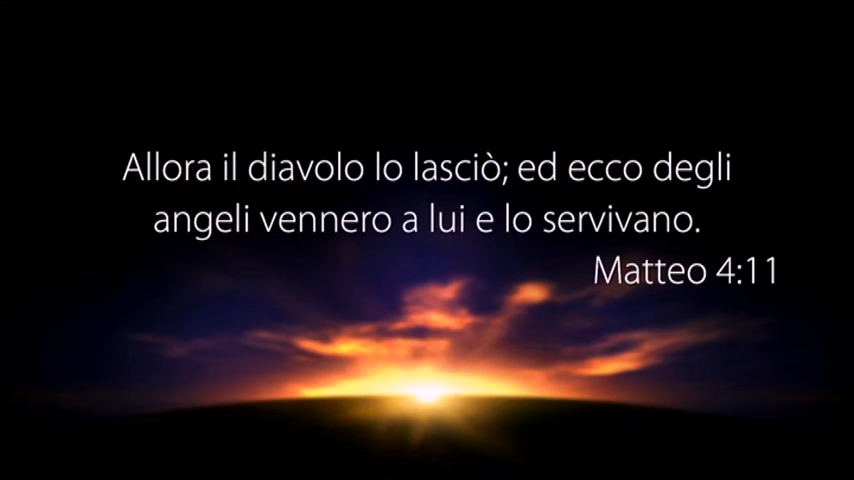 Allora il diavolo lo lasciò; ed ecco degli
angeli vennero a lui e lo servivano.
Matteo 4:11